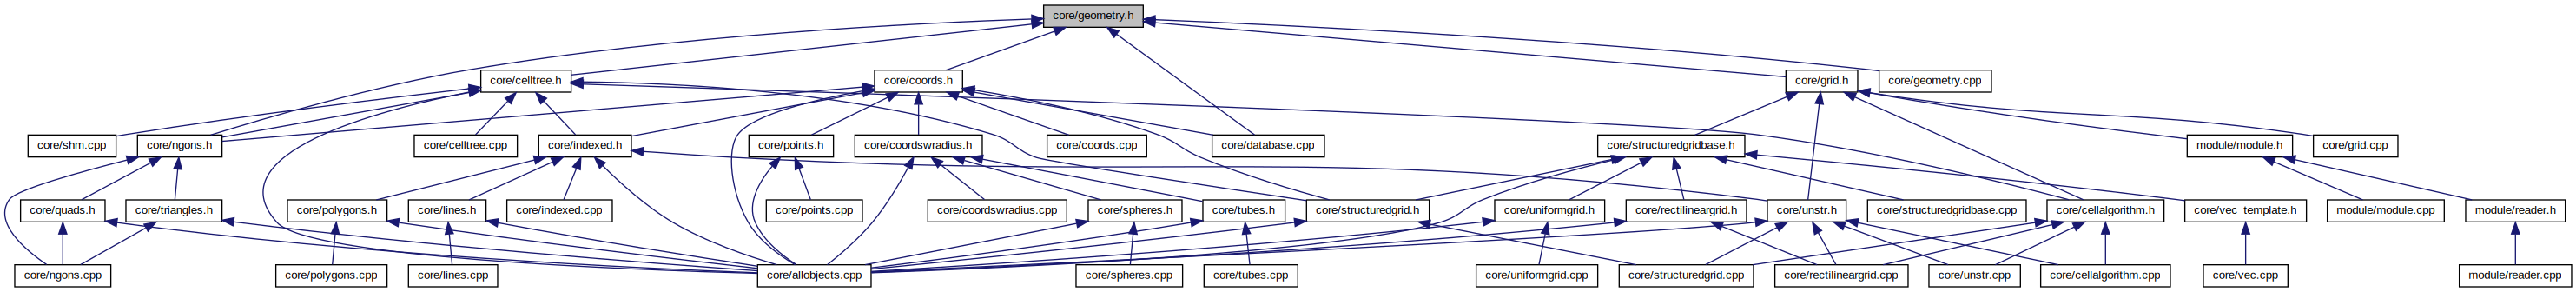 core/geometry.h
core/celltree.h
core/coords.h
core/grid.h
core/geometry.cpp
core/shm.cpp
core/ngons.h
core/celltree.cpp
core/indexed.h
core/points.h
core/coordswradius.h
core/coords.cpp
core/database.cpp
core/structuredgridbase.h
module/module.h
core/grid.cpp
core/quads.h
core/triangles.h
core/polygons.h
core/lines.h
core/indexed.cpp
core/points.cpp
core/coordswradius.cpp
core/spheres.h
core/tubes.h
core/structuredgrid.h
core/uniformgrid.h
core/rectilineargrid.h
core/unstr.h
core/structuredgridbase.cpp
core/cellalgorithm.h
core/vec_template.h
module/module.cpp
module/reader.h
core/ngons.cpp
core/polygons.cpp
core/lines.cpp
core/allobjects.cpp
core/spheres.cpp
core/tubes.cpp
core/uniformgrid.cpp
core/structuredgrid.cpp
core/rectilineargrid.cpp
core/unstr.cpp
core/cellalgorithm.cpp
core/vec.cpp
module/reader.cpp